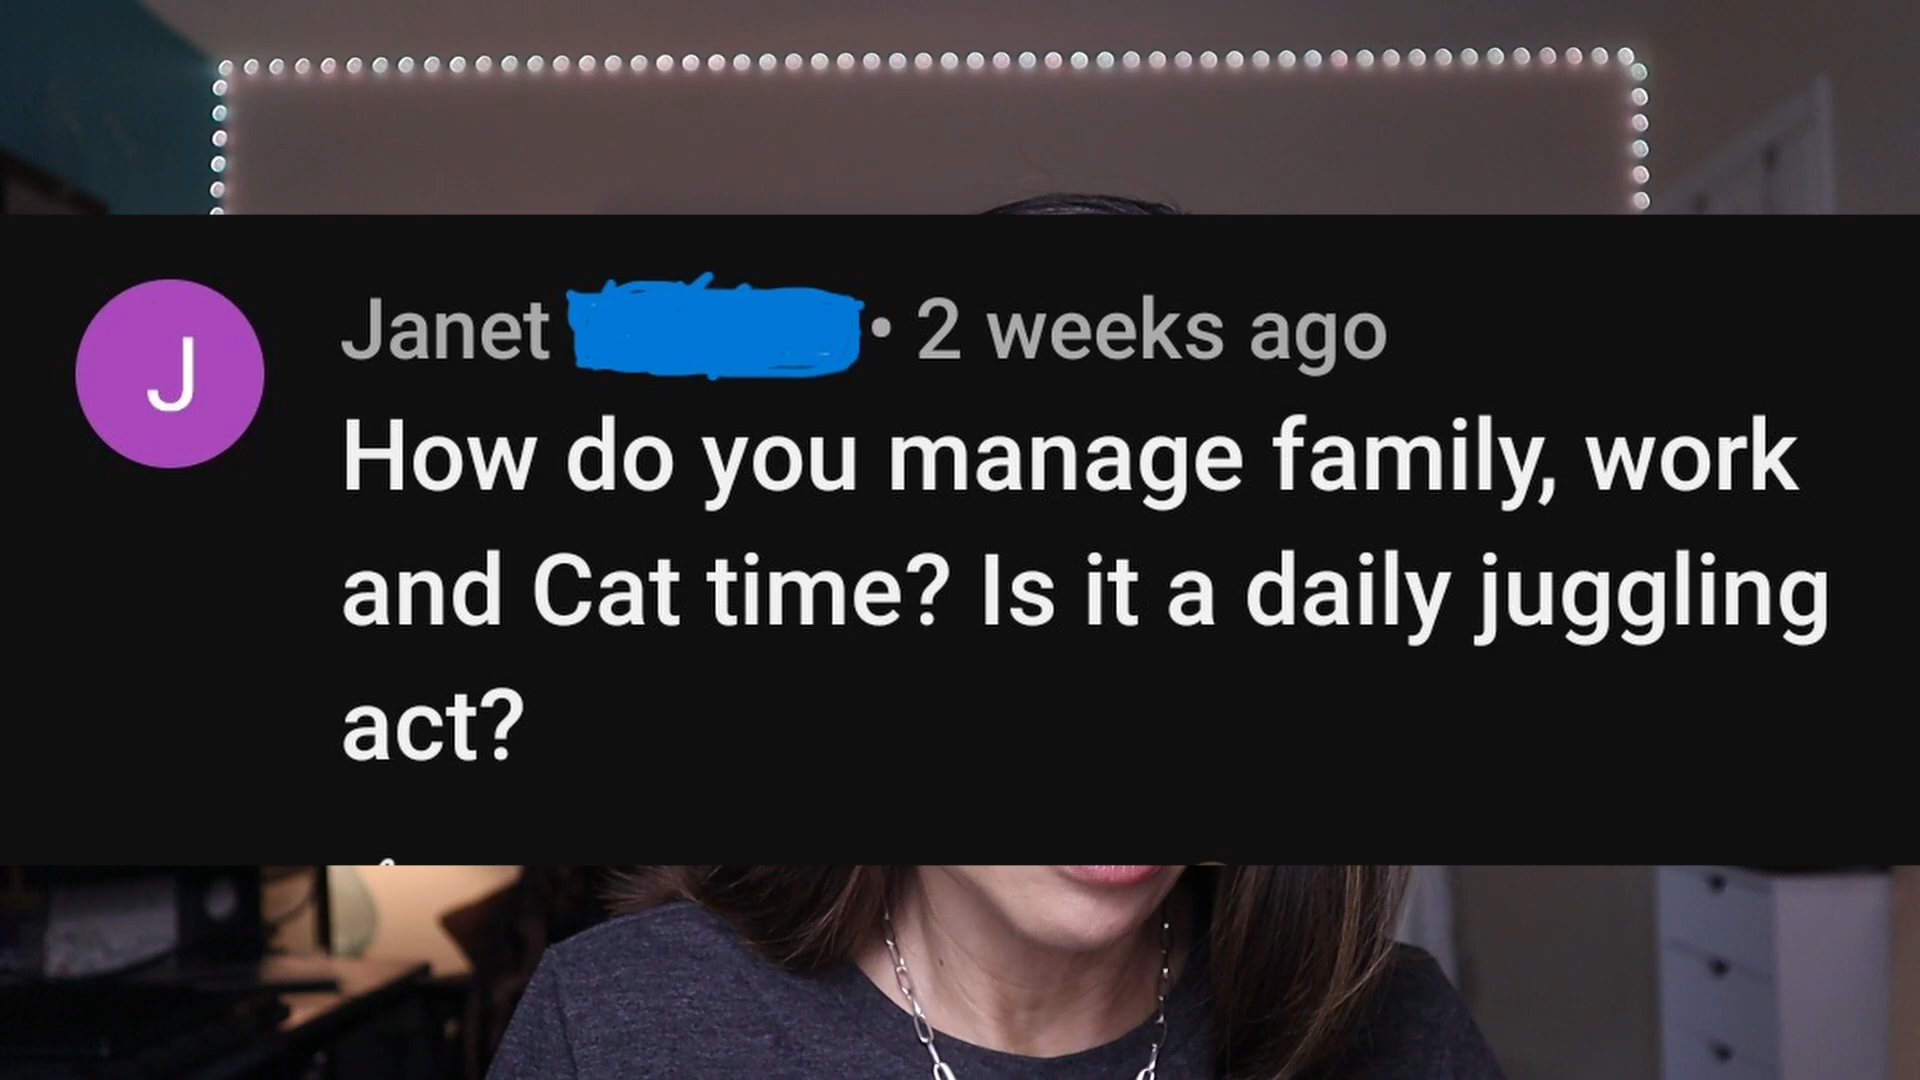 J
Janet • 2 weeks ago
How do you manage family, work
and Cat time? Is it a daily juggling
act?